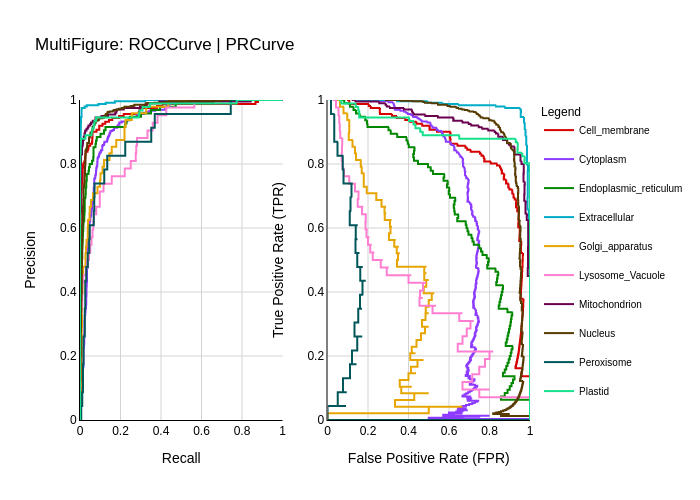 MultiFigure: ROCCurve | PRCurve
Precision
1
0.8
0.6
0.4
0.2
0
0 0.2 0.4 0.6 0.8 1
Recall
True Positive Rate (TPR)
1
0.8
0.6
0.4
0.2
0
0 0.2 0.4 0.6 0.8 1
False Positive Rate (FPR)
Legend
Cell_membrane
Cytoplasm
Endoplasmic_reticulum
Extracellular
Golgi_apparatus
Lysosome_Vacuole
Mitochondrion
Nucleus
Peroxisome
Plastid